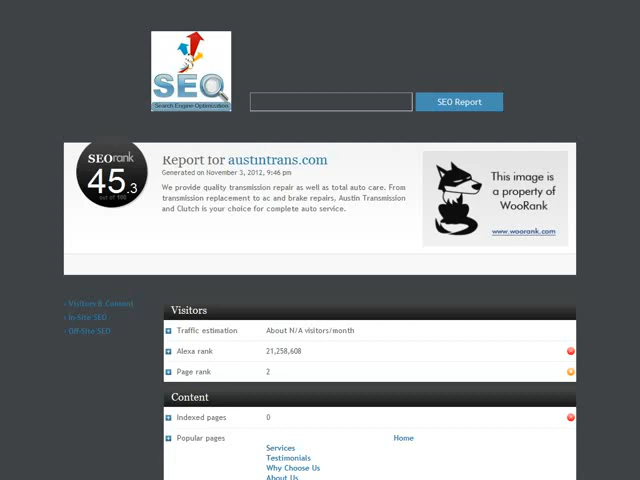 SEO
Search Engine Optimization
SEO Report
SEOrank
45.3
out of 100
Report for austintrans.com
Generated on November 3, 2012, 9:46 pm
We provide quality transmission repair as well as total auto care. From
transmission replacement to ac and brake repairs, Austin Transmission
and Clutch is your choice for complete auto service.
This image is
a property of
WooRank
www.woorank.com
› Visitors & Content
› In-Site SEO
› Off-Site SEO
Visitors
Traffic estimation About N/A visitors/month
Alexa rank 21,258,608
Page rank 2
Content
Indexed pages 0
Popular pages Home
Services
Testimonials
Why Choose Us
About Us